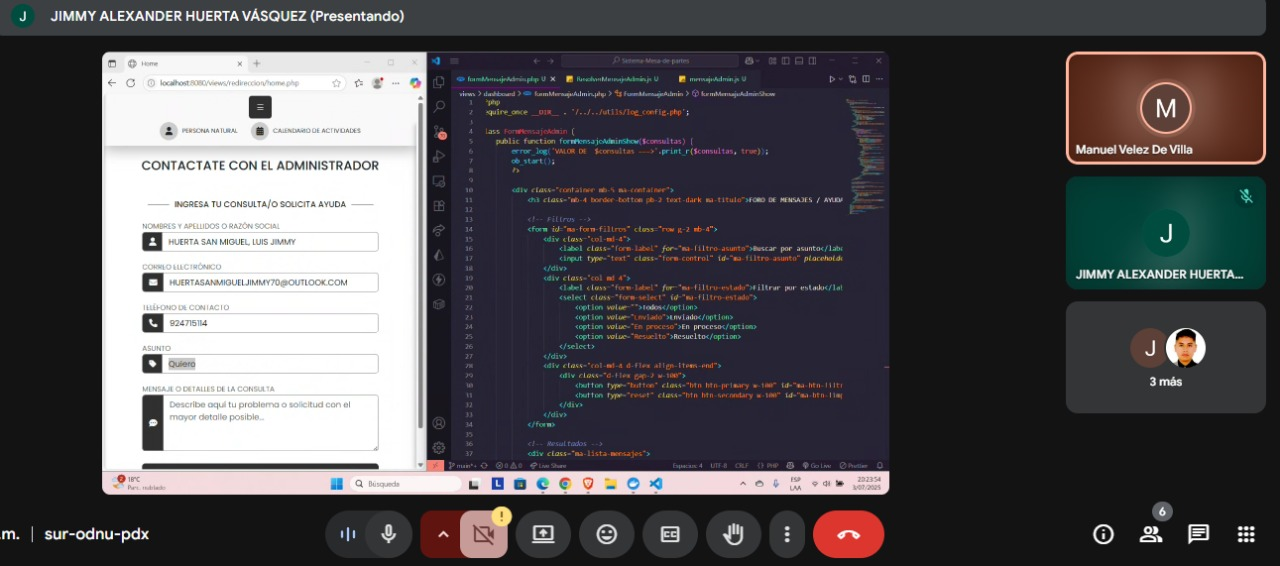 J JIMMY ALEXANDER HUERTA VÁSQUEZ (Presentando)
Home
localhost:8080/views/redireccion/home.php
PERSONA NATURAL
CALENDARIO DE ACTIVIDADES
CONTACTATE CON EL ADMINISTRADOR
INGRESA TU CONSULTA/O SOLICITA AYUDA
NOMBRES Y APELLIDOS O RAZÓN SOCIAL
HUERTA SAN MIGUEL, LUIS JIMMY
CORREO ELECTRÓNICO
HUERTASANMIGUELJIMMY70@OUTLOOK.COM
TELÉFONO DE CONTACTO
924715114
ASUNTO
Quiero
MENSAJE O DETALLES DE LA CONSULTA
Describe aquí tu problema o solicitud con el
mayor detalle posible...
18°C
Parc. nublado
Búsqueda
Sistema-Mesa-de-partes
formMensajeAdmin.php U
ResolverMensajeAdmin.js U
mensajeAdmin.js U
views > dashboard > formMensajeAdmin.php > FormMensajeAdmin > formMensajeAdminShow
1 ?php
2 quire_once __DIR__ . '/../../utils/log_config.php';
3
4 lass FormMensajeAdmin {
5 public function formMensajeAdminShow($consultas) {
6 error_log("VALOR DE $consultas --->".print_r($consultas, true));
7 ob_start();
8 ?>
9
10 <div class="container mb-5 ma-container">
11 <h3 class="mb-4 border-bottom pb-2 text-dark ma-titulo">FORO DE MENSAJES / AYUD
12
13 <!-- Filtros -->
14 <form id="ma-form-filtros" class="row g-2 mb-4">
15 <div class="col-md-4">
16 <label class="form-label" for="ma-filtro-asunto">Buscar por asunto</labe
17 <input type="text" class="form-control" id="ma-filtro-asunto" placehold
18 </div>
19 <div class="col-md-4">
20 <label class="form-label" for="ma-filtro-estado">Filtrar por estado</lab
21 <select class="form-select" id="ma-filtro-estado">
22 <option value="">Todos</option>
23 <option value="Enviado">Enviado</option>
24 <option value="En proceso">En proceso</option>
25 <option value="Resuelto">Resuelto</option>
26 </select>
27 </div>
28 <div class="col-md-4 d-flex align-items-end">
29 <div class="d-flex gap-2 w-100">
30 <button type="button" class="btn btn-primary w-100" id="ma-btn-filtr
31 <button type="reset" class="btn btn-secondary w-100" id="ma-btn-limp
32 </div>
33 </div>
34 </form>
35
36 <!-- Resultados -->
37 <div class="ma-lista-mensajes">
main*+ 0 0 Live Share Espacios: 4 UTF-8 CRLF PHP Go Live Prettier
ESP
LAA
20:23:54
3/07/2025
M
Manuel Velez De Villa
J
JIMMY ALEXANDER HUERTA...
J
3 más
.m. | sur-odnu-pdx
6